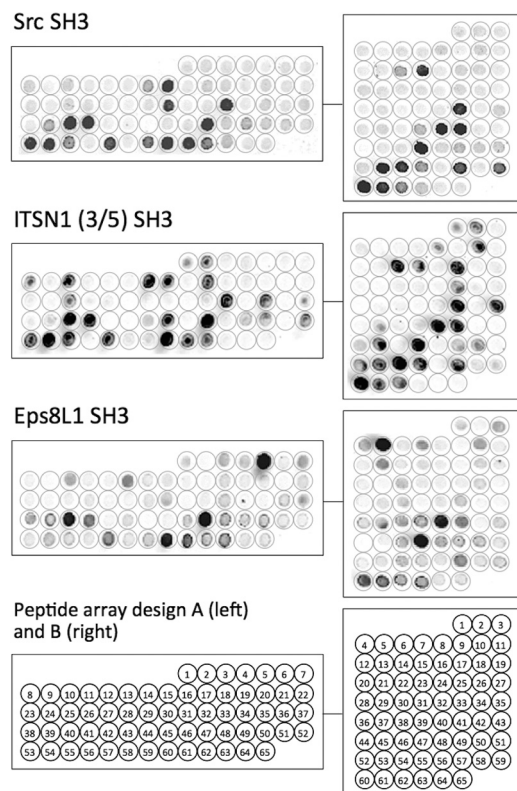 Src SH3
ITSN1 (3/5) SH3
Eps8L1 SH3
Peptide array design A (left)
and B (right)
1 2 3 4 5 6 7
8 9 10 11 12 13 14 15 16 17 18 19 20 21 22
23 24 25 26 27 28 29 30 31 32 33 34 35 36 37
38 39 40 41 42 43 44 45 46 47 48 49 50 51 52
53 54 55 56 57 58 59 60 61 62 63 64 65
1 2 3
4 5 6 7 8 9 10 11
12 13 14 15 16 17 18 19
20 21 22 23 24 25 26 27
28 29 30 31 32 33 34 35
36 37 38 39 40 41 42 43
44 45 46 47 48 49 50 51
52 53 54 55 56 57 58 59
60 61 62 63 64 65